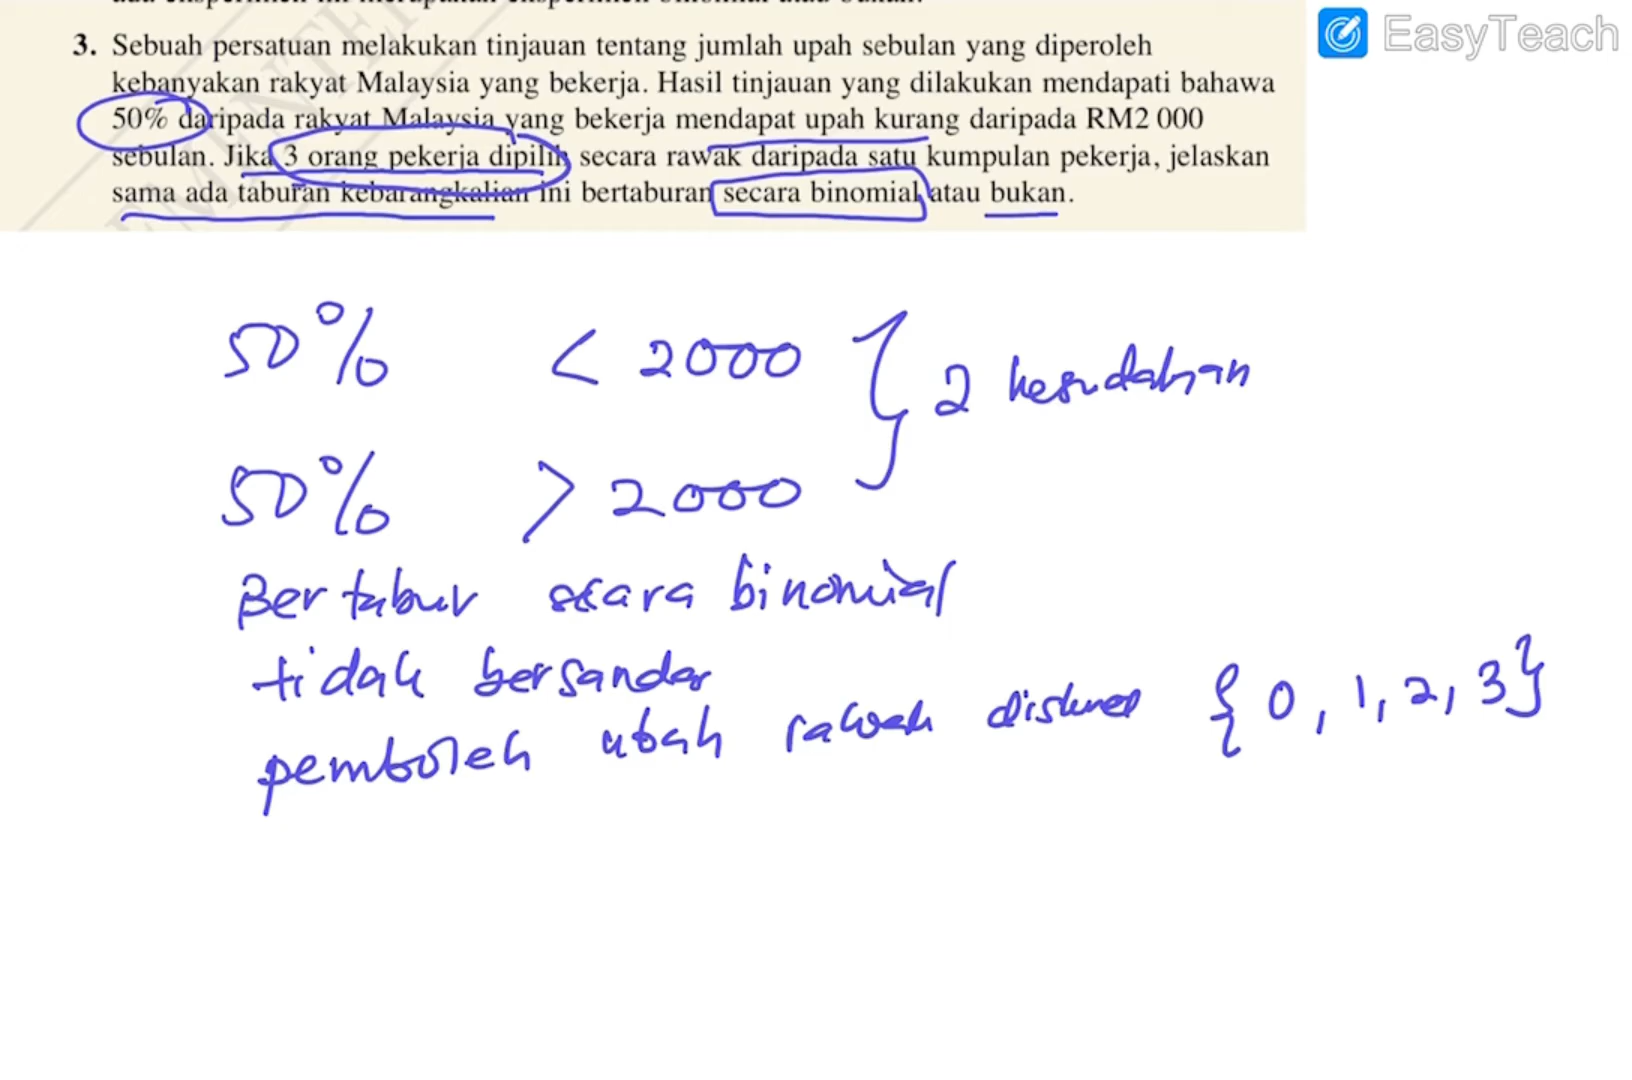 EasyTeach
3. Sebuah persatuan melakukan tinjauan tentang jumlah upah sebulan yang diperoleh
kebanyakan rakyat Malaysia yang bekerja. Hasil tinjauan yang dilakukan mendapati bahawa
50% daripada rakyat Malaysia yang bekerja mendapat upah kurang daripada RM2 000
sebulan. Jika 3 orang pekerja dipilih secara rawak daripada satu kumpulan pekerja, jelaskan
sama ada taburan kebarangkalian ini bertaburan secara binomial atau bukan.
50% < 2000
2 kesudahan
50% > 2000
Bertabur secara binomial
tidak bersandar
pemboleh ubah rawak diskret {0, 1, 2, 3}